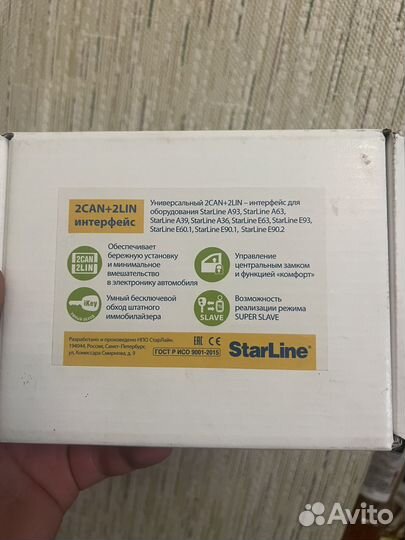 2CAN+2LIN
интерфейс
Универсальный 2CAN+2LIN – интерфейс для
оборудования StarLine A93, StarLine A63,
StarLine A39, StarLine A36, StarLine E63, StarLine E93,
StarLine E60.1, StarLine E90.1, StarLine E90.2
2CAN
2LIN
Обеспечивает
бережную установку
и минимальное
вмешательство
в электронику автомобиля
Управление
центральным замком
и функцией «комфорт»
iKey
Умный бесключевой
обход штатного
иммобилайзера
SLAVE
Возможность
реализации режима
SUPER SLAVE
Разработано и произведено НПО СтарЛайн.
194044, Россия, Санкт-Петербург,
ул. Комиссара Смирнова, д. 9
ГОСТ Р ИСО 9001-2015
EAC CE
StarLine®
Avito